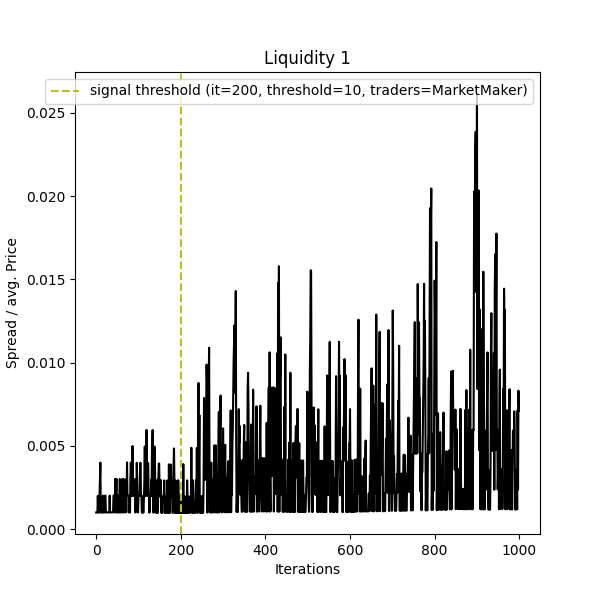 Liquidity 1
signal threshold (it=200, threshold=10, traders=MarketMaker)
0.025
0.020
0.015
0.010
0.005
0.000
Spread / avg. Price
0 200 400 600 800 1000
Iterations